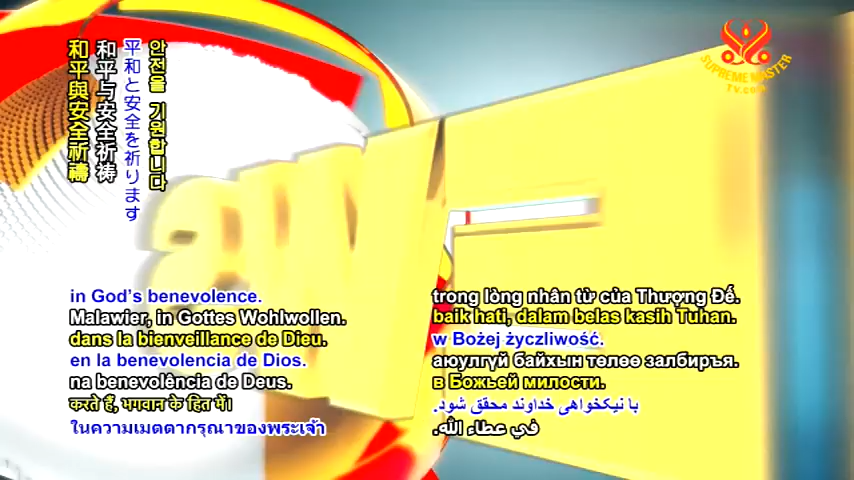 和平與安全祈禱
和平与安全祈祷
平和と安全を祈ります
안전을 기원합니다
SUPREME MASTER
TV.COM
in God's benevolence.
Malawier, in Gottes Wohlwollen.
dans la bienveillance de Dieu.
en la benevolencia de Dios.
na benevolência de Deus.
करते हैं, भगवान के हित में।
ในความเมตตากรุณาของพระเจ้า
trong lòng nhân từ của Thượng Đế.
baik hati, dalam belas kasih Tuhan.
w Bożej życzliwość.
аюулгүй байхын төлөө залбиръя.
в Божьей милости.
با نیکخواهی خداوند محقق شود.
في عطاء الله.